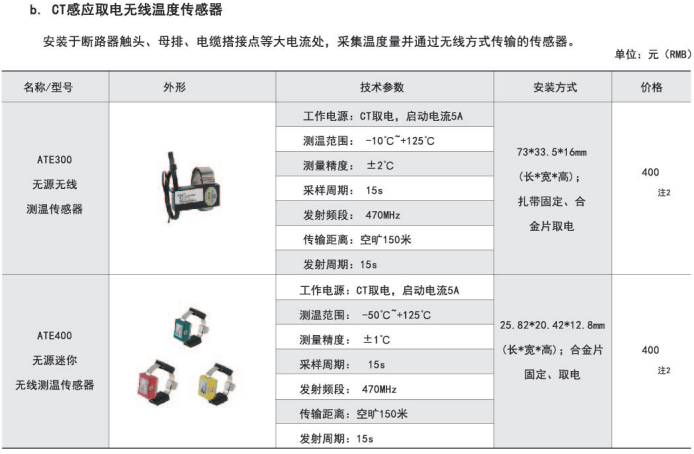 b. CT感应取电无线温度传感器
安装于断路器触头、母排、电缆搭接点等大电流处，采集温度量并通过无线方式传输的传感器。
单位：元（RMB）
名称/型号 外形 技术参数 安装方式 价格
ATE300
无源无线
测温传感器
工作电源：CT取电，启动电流5A
测温范围： -10℃~+125℃
测量精度： ±2℃
采样周期： 15s
发射频段： 470MHz
传输距离：空旷150米
发射周期：15s
73*33.5*16mm
(长*宽*高)；
扎带固定、合
金片取电
400
注2
ATE400
无源迷你
无线测温传感器
工作电源：CT取电，启动电流5A
测温范围： -50℃~+125℃
测量精度： ±1℃
采样周期： 15s
发射频段： 470MHz
传输距离：空旷150米
发射周期：15s
25.82*20.42*12.8mm
(长*宽*高)；合金片
固定、取电
400
注2